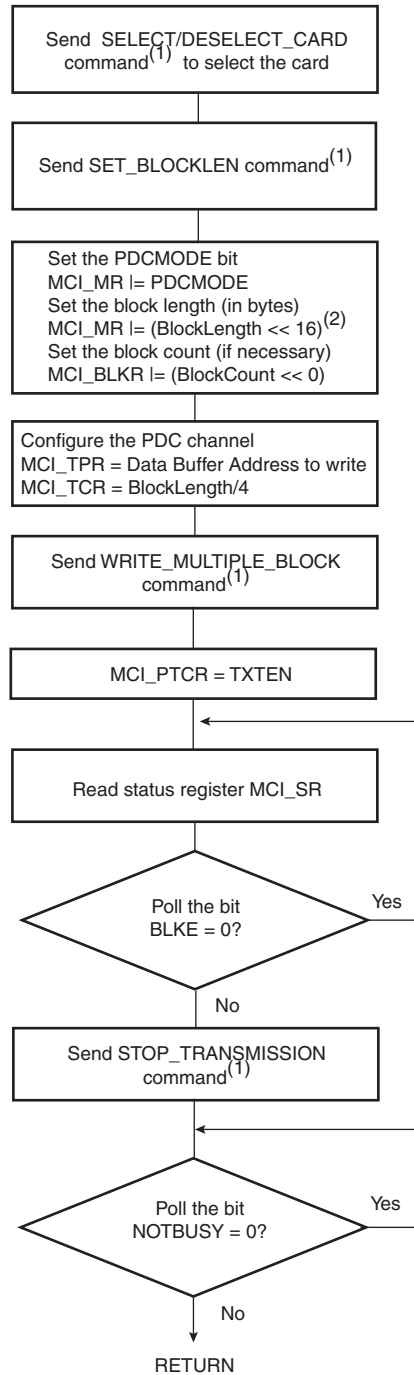 Send SELECT/DESELECT_CARD
command(1) to select the card
Send SET_BLOCKLEN command(1)
Set the PDCMODE bit
MCI_MR |= PDCMODE
Set the block length (in bytes)
MCI_MR |= (BlockLength << 16)(2)
Set the block count (if necessary)
MCI_BLKR |= (BlockCount << 0)
Configure the PDC channel
MCI_TPR = Data Buffer Address to write
MCI_TCR = BlockLength/4
Send WRITE_MULTIPLE_BLOCK
command(1)
MCI_PTCR = TXTEN
Read status register MCI_SR
Poll the bit
BLKE = 0?
Yes
No
Send STOP_TRANSMISSION
command(1)
Poll the bit
NOTBUSY = 0?
Yes
No
RETURN